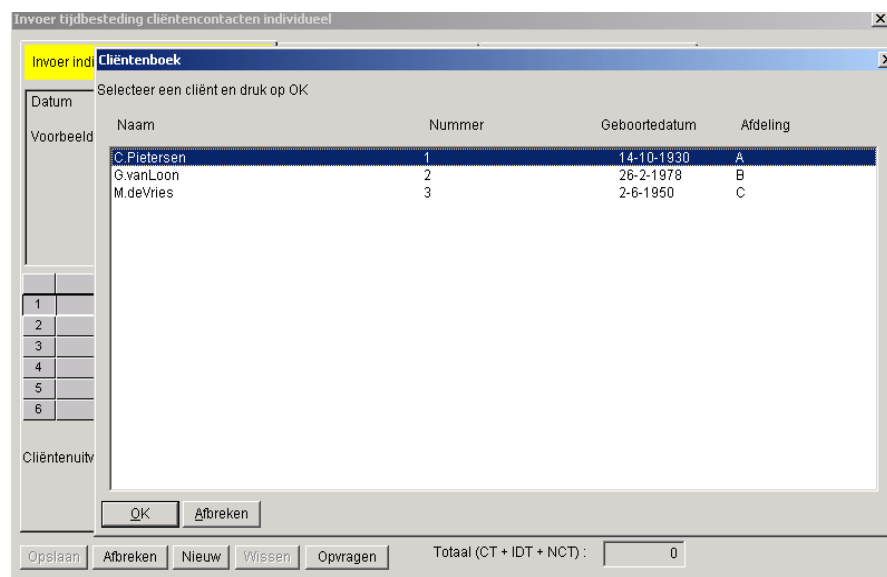 Invoer tijdbesteding cliëntencontacten individueel
Invoer indi
Cliëntenboek
Selecteer een cliënt en druk op OK
Datum
Voorbeeld
Naam Nummer Geboortedatum Afdeling
C.Pietersen 1 14-10-1930 A
G.vanLoon 2 26-2-1978 B
M.deVries 3 2-6-1950 C
1
2
3
4
5
6
Cliëntenuitv
OK Afbreken
Opslaan Afbreken Nieuw Wissen Opvragen Totaal (CT + IDT + NCT) : 0